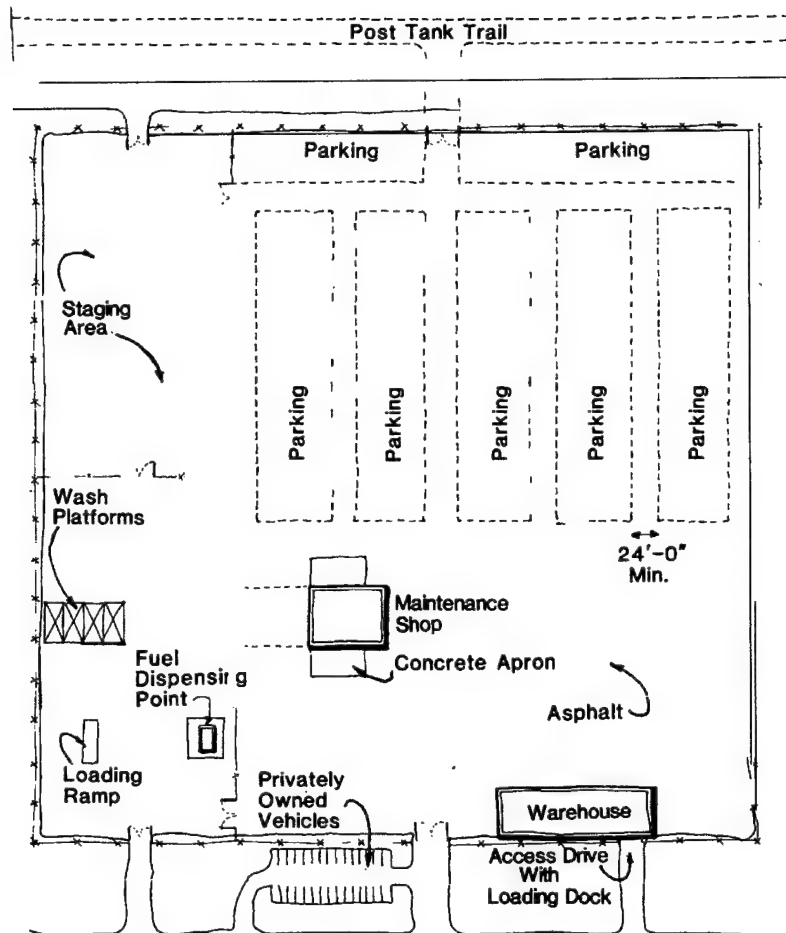 Post Tank Trail
Parking
Parking
Staging
Area
Parking
Parking
Parking
Parking
Parking
Wash
Platforms
24'-0"
Min.
Maintenance
Shop
Concrete Apron
Fuel
Dispensing
Point
Asphalt
Loading
Ramp
Privately
Owned
Vehicles
Warehouse
Access Drive
With
Loading Dock